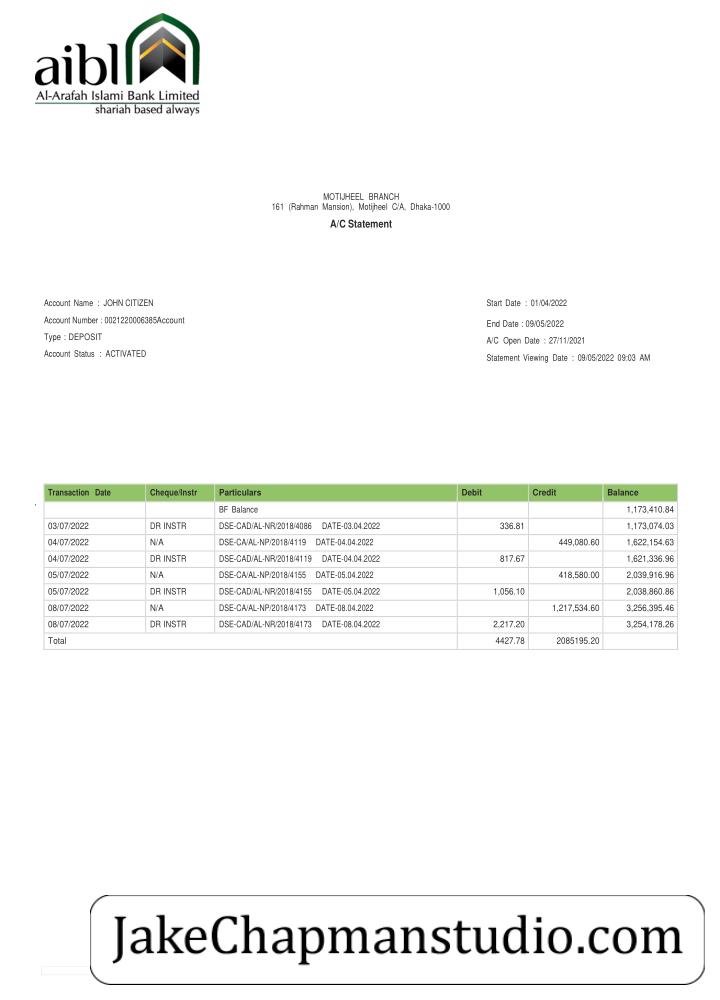 aibl
Al-Arafah Islami Bank Limited
shariah based always
MOTIJHEEL BRANCH
161 (Rahman Mansion), Motijheel C/A, Dhaka-1000
A/C Statement
Account Name : JOHN CITIZEN
Account Number : 0021220006385Account
Type : DEPOSIT
Account Status : ACTIVATED
Start Date : 01/04/2022
End Date : 09/05/2022
A/C Open Date : 27/11/2021
Statement Viewing Date : 09/05/2022 09:03 AM
Transaction Date Cheque/Instr Particulars Debit Credit Balance
BF Balance 1,173,410.84
03/07/2022 DR INSTR DSE-CAD/AL-NR/2018/4086 DATE-03.04.2022 336.81 1,173,074.03
04/07/2022 N/A DSE-CA/AL-NP/2018/4119 DATE-04.04.2022 449,080.60 1,622,154.63
04/07/2022 DR INSTR DSE-CAD/AL-NR/2018/4119 DATE-04.04.2022 817.67 1,621,336.96
05/07/2022 N/A DSE-CA/AL-NP/2018/4155 DATE-05.04.2022 418,580.00 2,039,916.96
05/07/2022 DR INSTR DSE-CAD/AL-NR/2018/4155 DATE-05.04.2022 1,056.10 2,038,860.86
08/07/2022 N/A DSE-CA/AL-NP/2018/4173 DATE-08.04.2022 1,217,534.60 3,256,395.46
08/07/2022 DR INSTR DSE-CAD/AL-NR/2018/4173 DATE-08.04.2022 2,217.20 3,254,178.26
Total 4427.78 2085195.20
JakeChapmanstudio.com